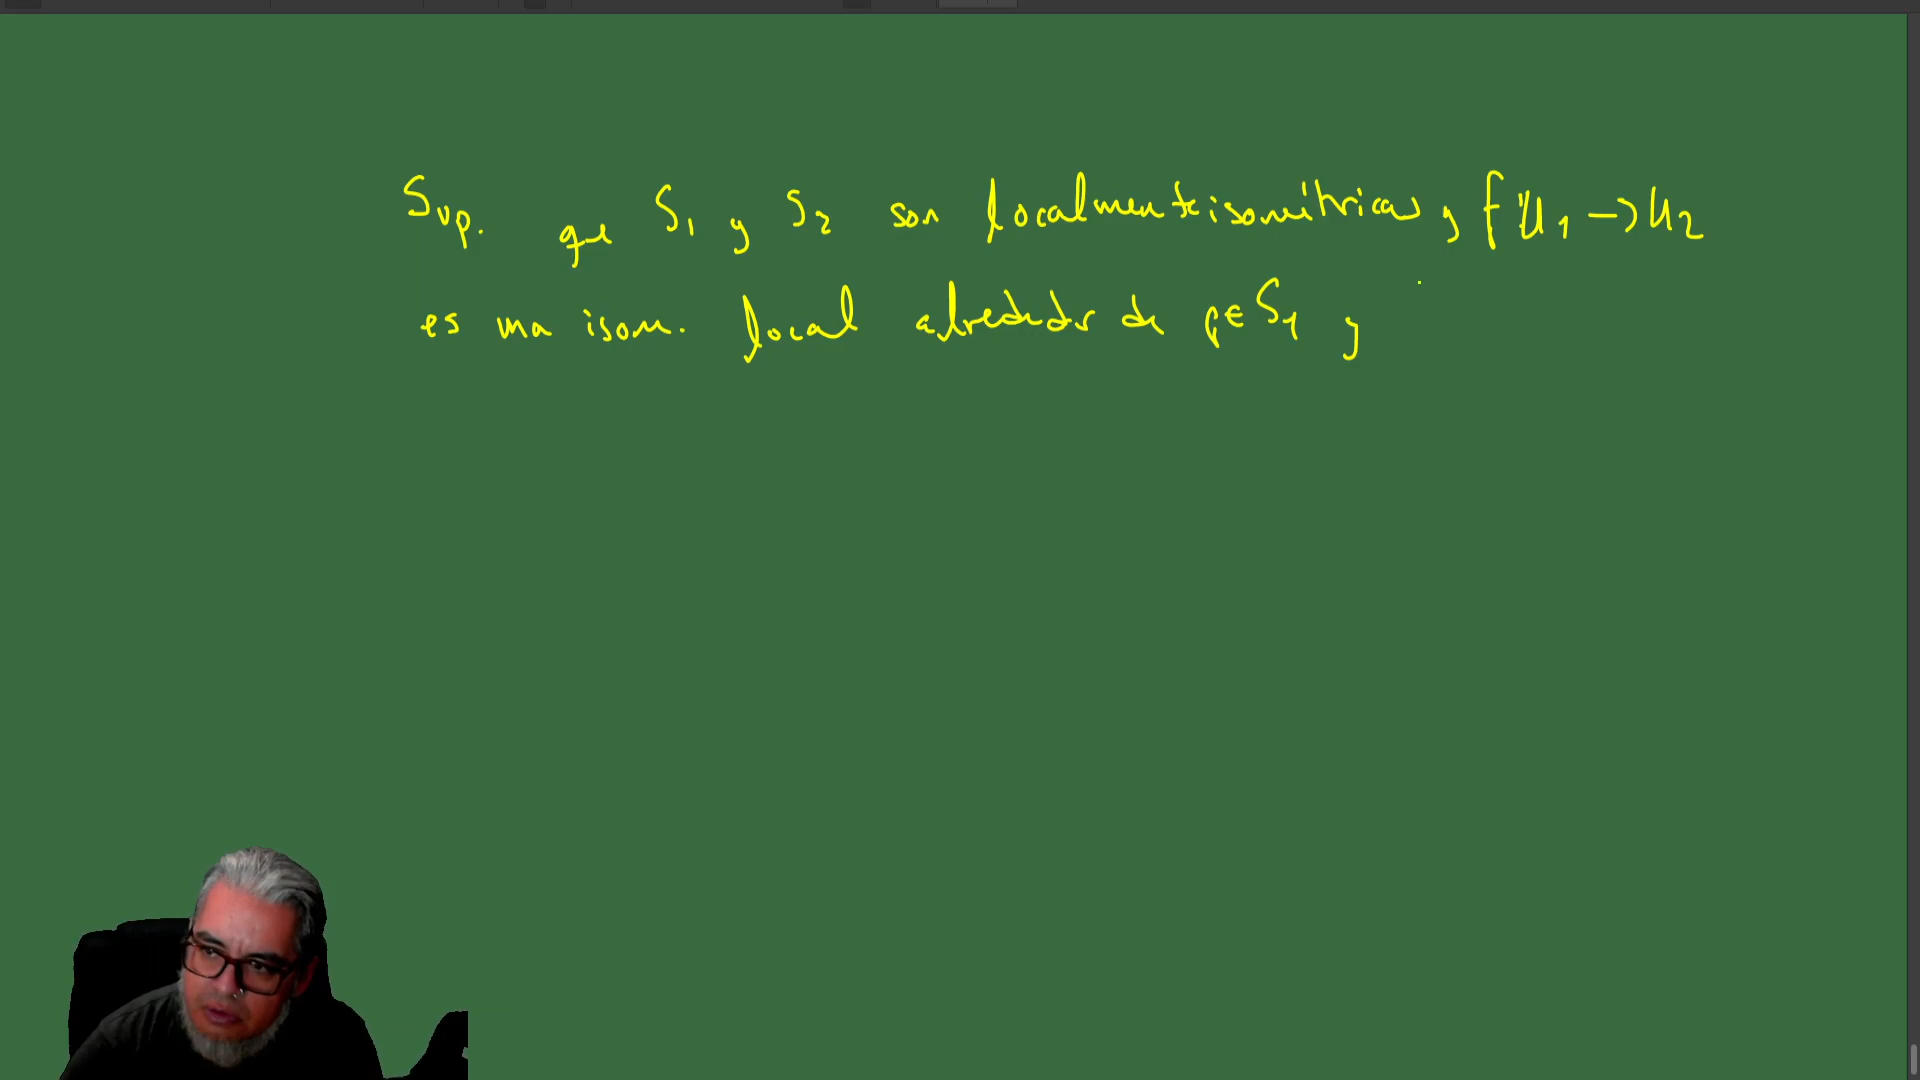 Sup. que S₁ y S₂ son localmente isométricas y f: U₁ → U₂
es una isom. local alrededor de p∈S₁ y